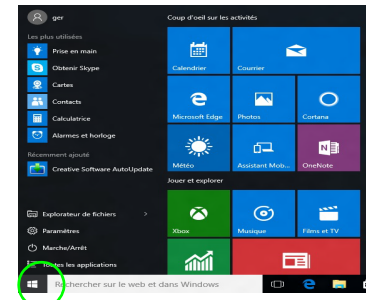 ger
Les plus utilisées
Prise en main
Obtenir Skype
Cartes
Contacts
Calculatrice
Alarmes et horloge
Récemment ajouté
Creative Software AutoUpdate
Explorateur de fichiers
Paramètres
Marche/Arrêt
Toutes les applications
Rechercher sur le web et dans Windows
Coup d'oeil sur les activités
Calendrier
Courrier
Microsoft Edge
Photos
Cortana
Météo
Assistant Mob...
OneNote
Jouer et explorer
Xbox
Musique
Films et TV